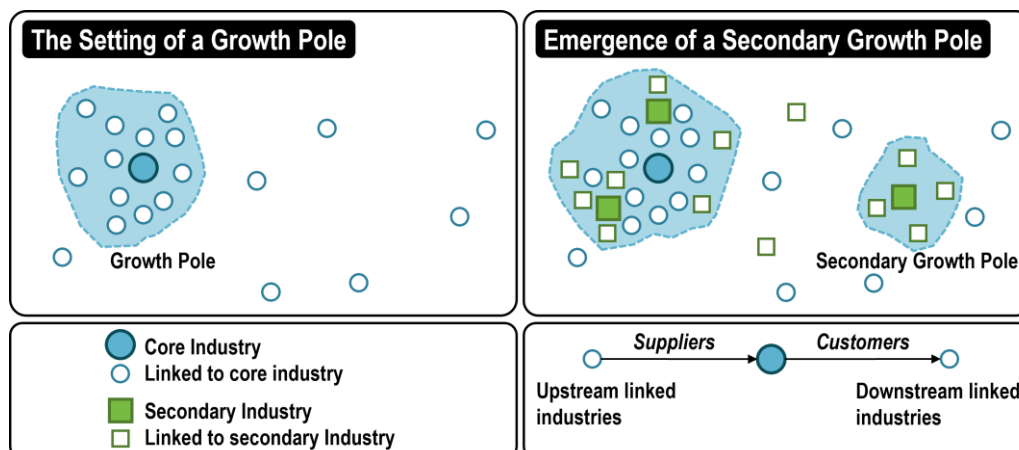 The Setting of a Growth Pole
Growth Pole
Emergence of a Secondary Growth Pole
Secondary Growth Pole
Core Industry
Linked to core industry
Secondary Industry
Linked to secondary Industry
Suppliers
Customers
Upstream linked
industries
Downstream linked
industries